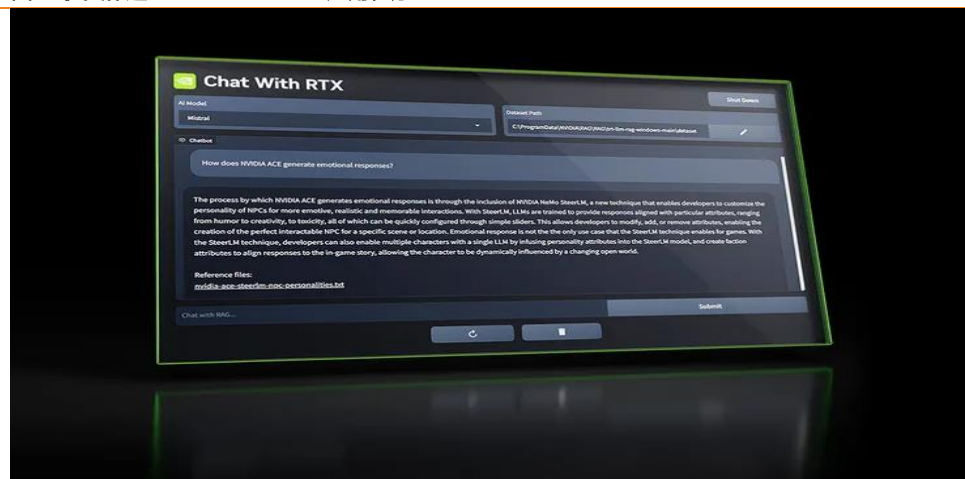 Chat With RTX
Shut Down
AI Model
Mistral
Dataset Path
Chatbot
How does NVIDIA ACE generate emotional responses?
The process by which NVIDIA ACE generates emotional responses is through the inclusion of NVIDIA NeMo SteerLM, a new technique that enables developers to customize the
personality of NPCs for more emotive, realistic and memorable interactions. With SteerLM, LLMs are trained to provide responses aligned with particular attributes, ranging
from humor to creativity, to toxicity, all of which can be quickly configured through simple sliders. This allows developers to modify, add, or remove attributes, enabling the
creation of the perfect interactable NPC for a specific scene or location. Emotional response is not the the only use case that the SteerLM technique enables for games. With
the SteerLM technique, developers can also enable multiple characters with a single LLM by infusing personality attributes into the SteerLM model, and create faction
attributes to align responses to the in-game story, allowing the character to be dynamically influenced by a changing open world.
Reference files:
nvidia-ace-steerlm-npc-personalities.txt
Chat with RAG...
Submit